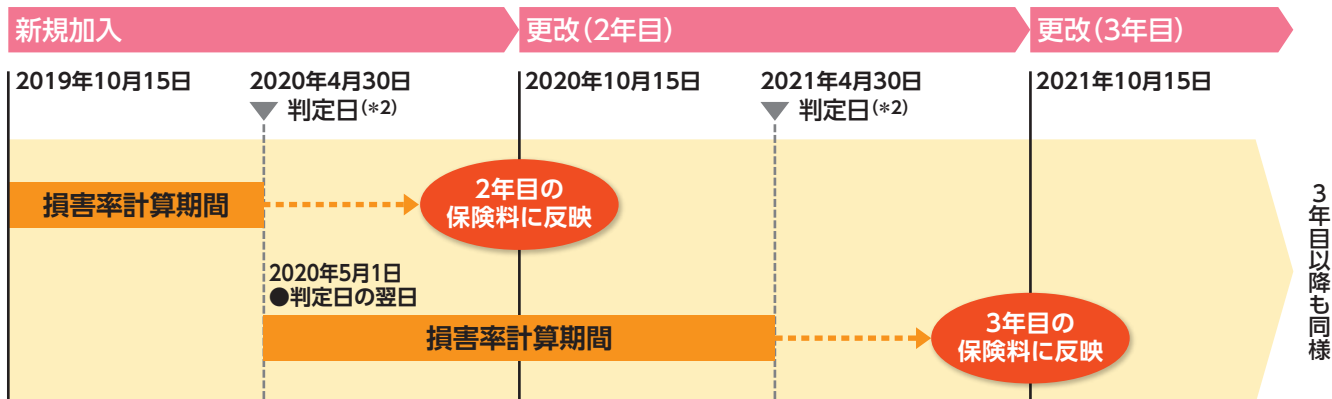 新規加入
更改(2年目)
更改(3年目)
2019年10月15日
2020年4月30日
判定日(*2)
2020年10月15日
2021年4月30日
判定日(*2)
2021年10月15日
損害率計算期間
2年目の
保険料に反映
2020年5月1日
●判定日の翌日
損害率計算期間
3年目の
保険料に反映
3年目以降も同様